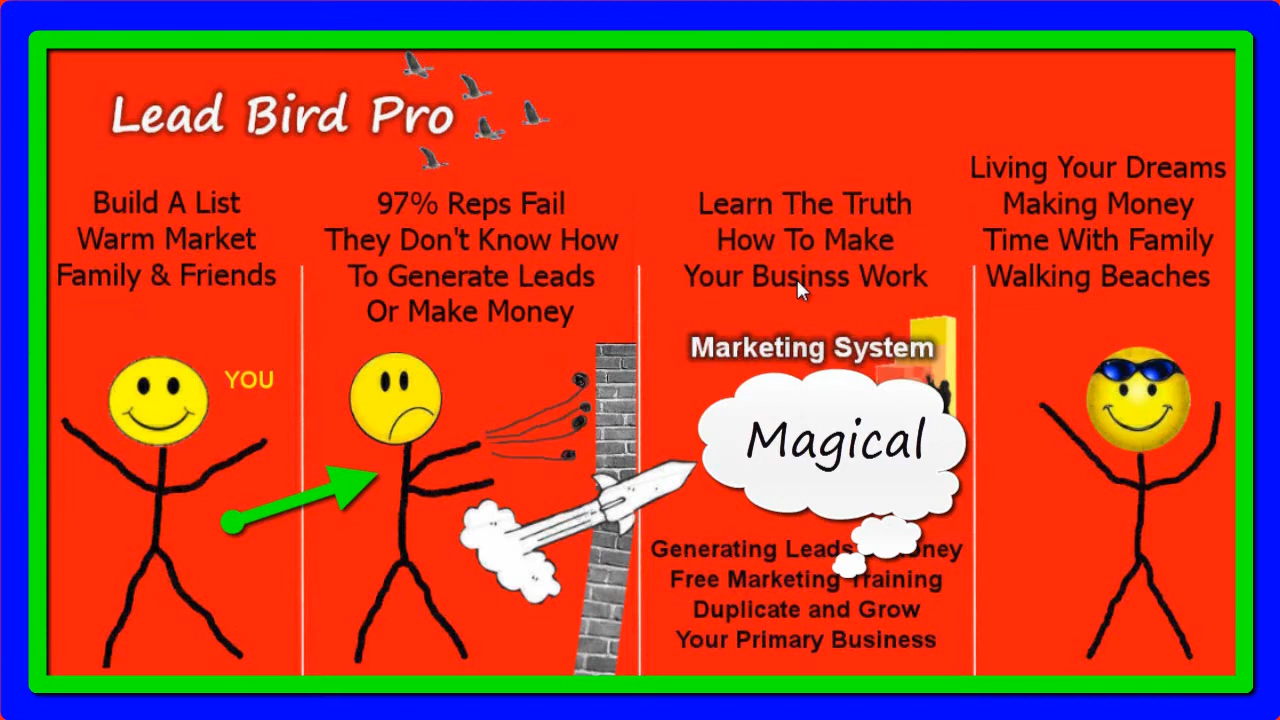 Lead Bird Pro
Build A List
Warm Market
Family & Friends
YOU
97% Reps Fail
They Don't Know How
To Generate Leads
Or Make Money
Learn The Truth
How To Make
Your Businss Work
Marketing System
Magical
Generating Leads
Free Marketing Training
Duplicate and Grow
Your Primary Business
Living Your Dreams
Making Money
Time With Family
Walking Beaches